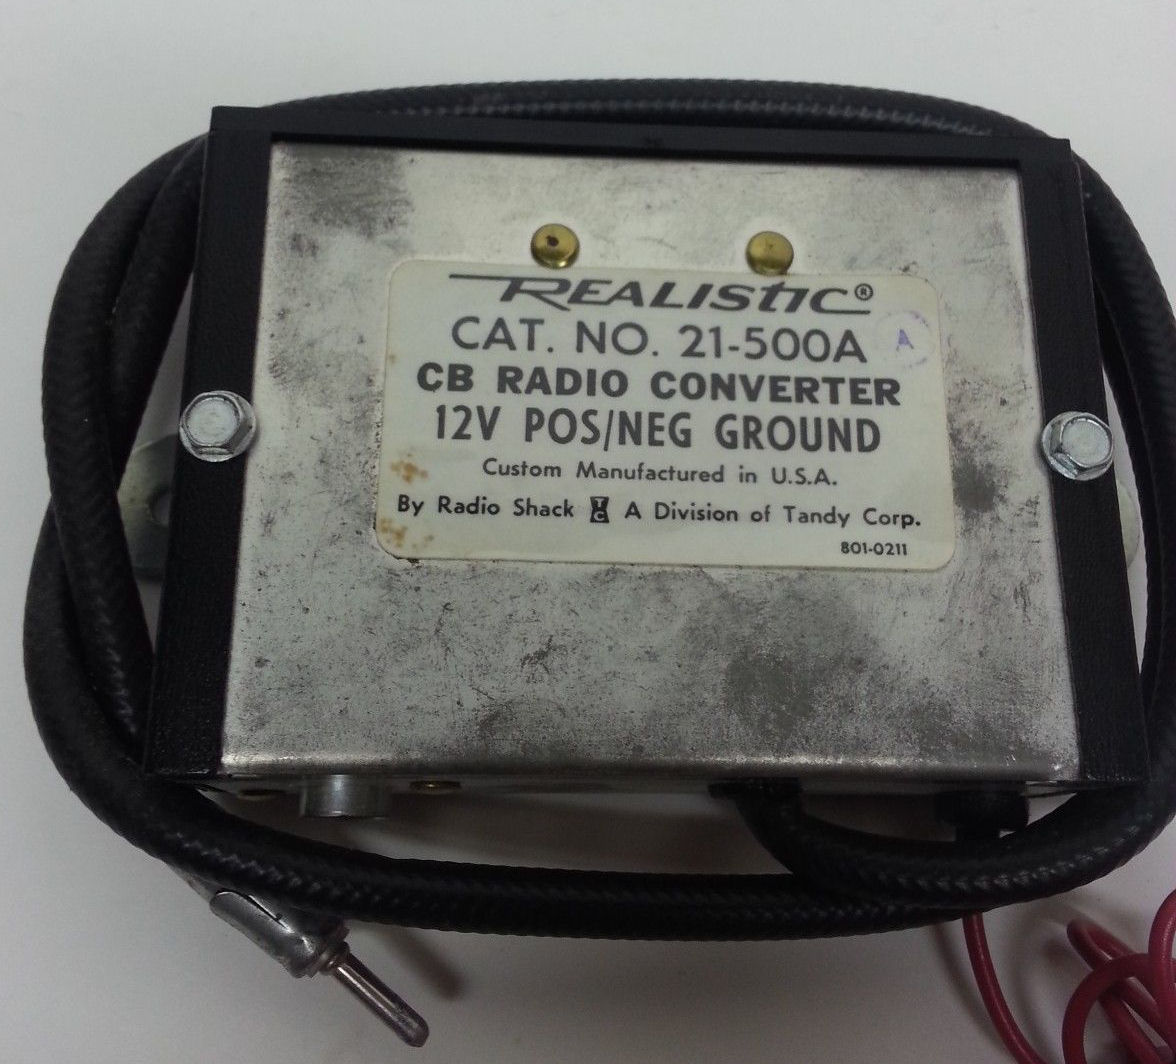 REALISTIC®
CAT. NO. 21-500A A
CB RADIO CONVERTER
12V POS/NEG GROUND
Custom Manufactured in U.S.A.
By Radio Shack TC A Division of Tandy Corp.
801-0211